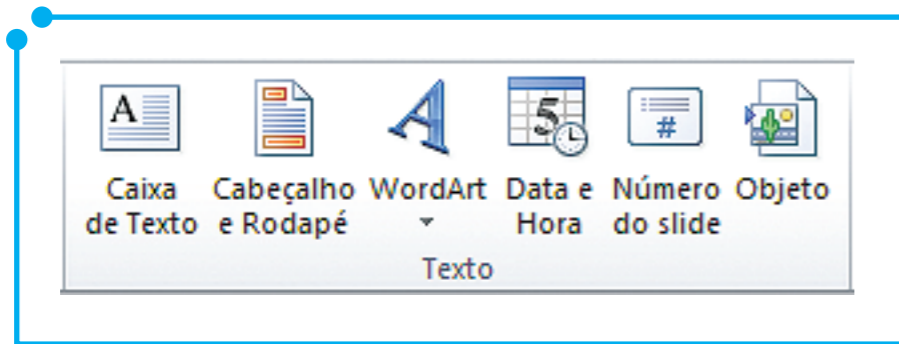 Caixa de Texto
Cabeçalho e Rodapé
WordArt
Data e Hora
Número do slide
Objeto
Texto